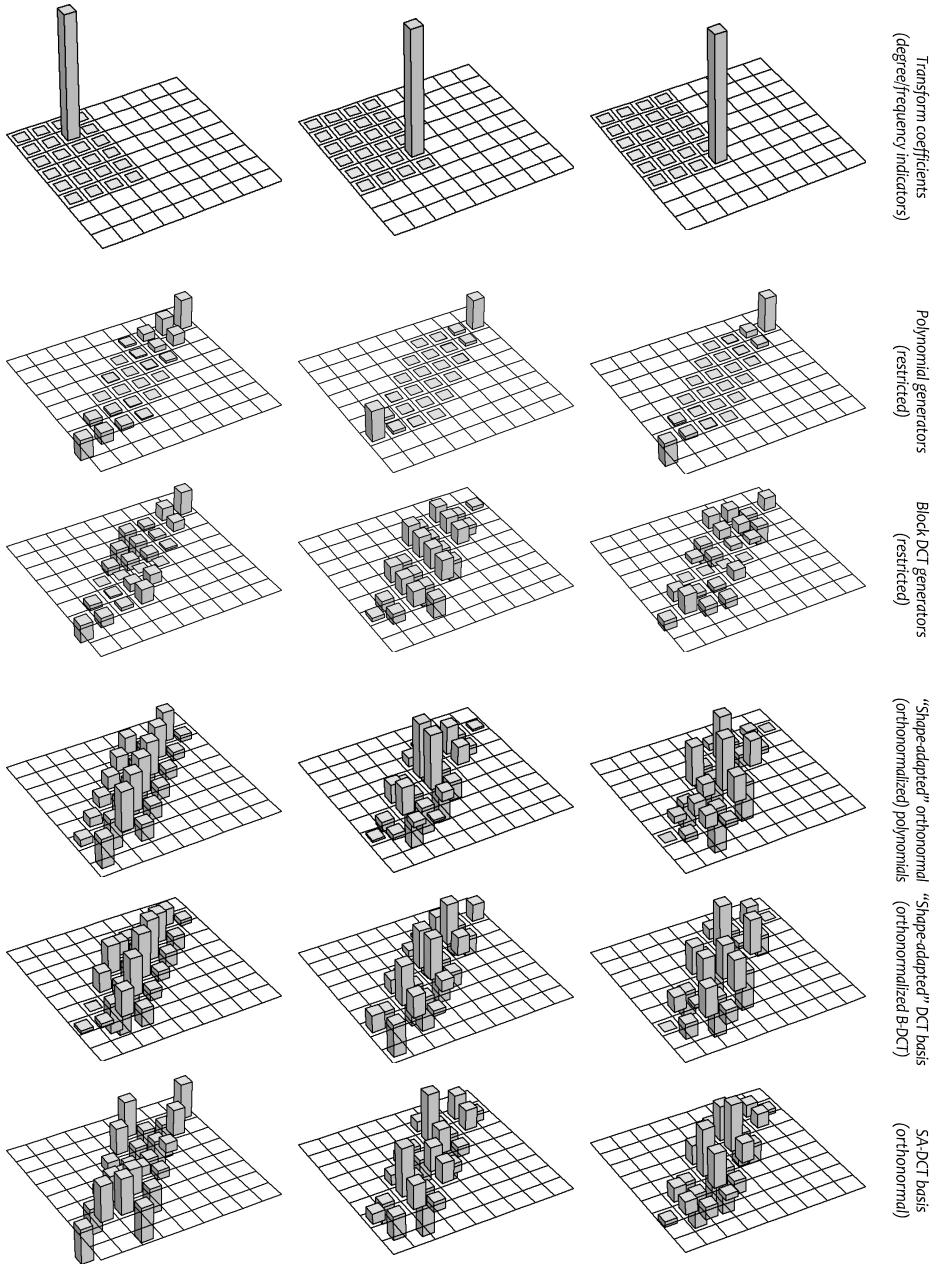 Transform coefficients
(degree/frequency indicators)
Polynomial generators
(restricted)
Block DCT generators
(restricted)
“Shape-adapted” orthonormal
(orthonormalized) polynomials
“Shape-adapted” DCT basis
(orthonormalized B-DCT)
SA-DCT basis
(orthonormal)